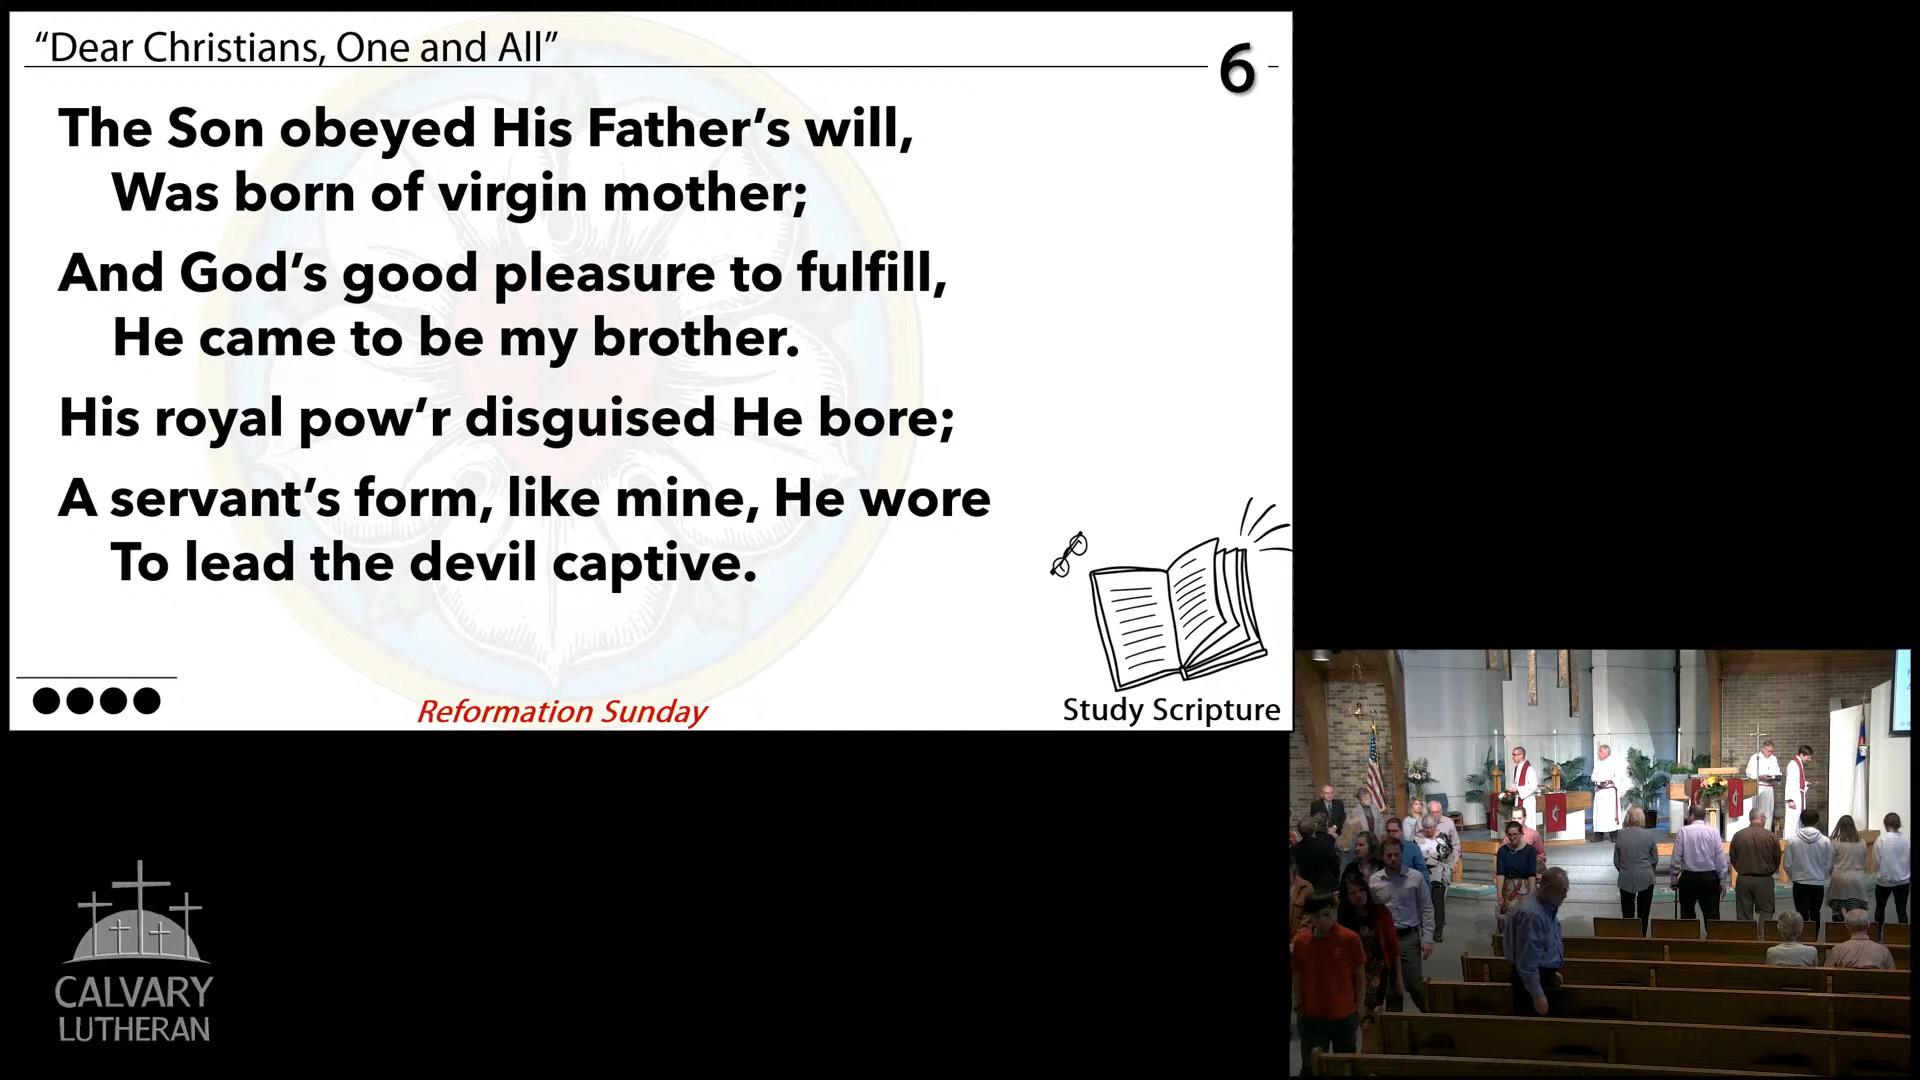 “Dear Christians, One and All”
6
The Son obeyed His Father’s will,
Was born of virgin mother;
And God’s good pleasure to fulfill,
He came to be my brother.
His royal pow’r disguised He bore;
A servant’s form, like mine, He wore
To lead the devil captive.
Reformation Sunday
Study Scripture
CALVARY
LUTHERAN